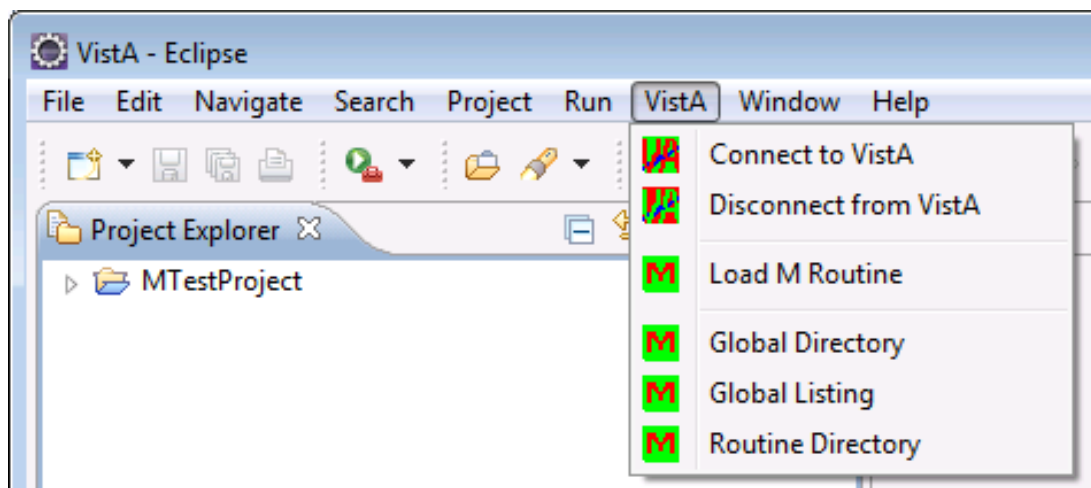 VistA - Eclipse
File Edit Navigate Search Project Run VistA Window Help
Connect to VistA
Disconnect from VistA
Project Explorer
MTestProject
Load M Routine
Global Directory
Global Listing
Routine Directory